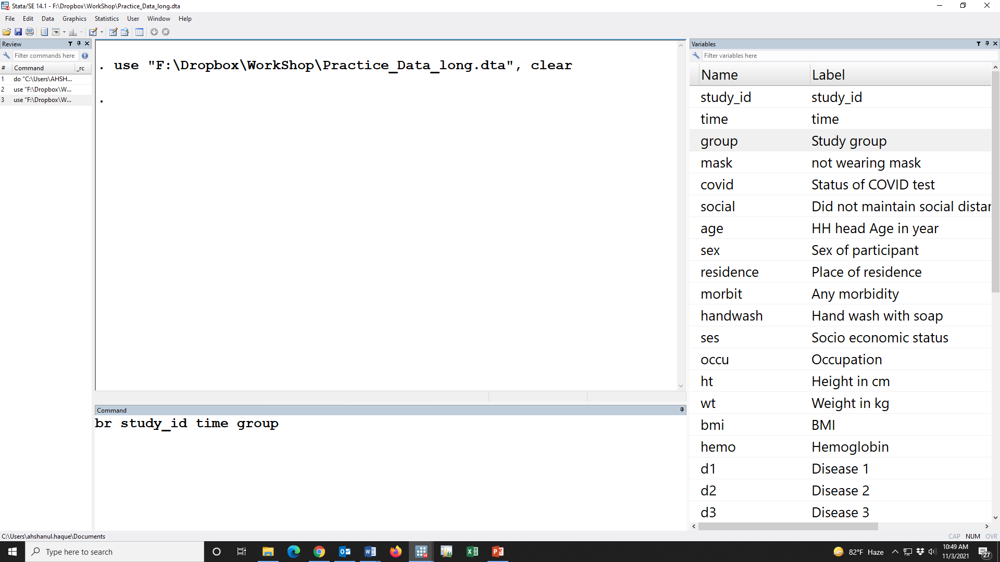 Stata/SE 14.1 - F:\Dropbox\WorkShop\Practice_Data_long.dta
File Edit Data Graphics Statistics User Window Help
Review
Filter commands here
# Command _rc
1 do "C:\Users\AHSH...
2 use "F:\Dropbox\W...
3 use "F:\Dropbox\W...
. use "F:\Dropbox\WorkShop\Practice_Data_long.dta", clear
.
Command
br study_id time group
Variables
Filter variables here
Name Label
study_id study_id
time time
group Study group
mask not wearing mask
covid Status of COVID test
social Did not maintain social distan
age HH head Age in year
sex Sex of participant
residence Place of residence
morbit Any morbidity
handwash Hand wash with soap
ses Socio economic status
occu Occupation
ht Height in cm
wt Weight in kg
bmi BMI
hemo Hemoglobin
d1 Disease 1
d2 Disease 2
d3 Disease 3
C:\Users\ahshanul.haque\Documents
CAP NUM OVR
Type here to search
14
82°F Haze
10:49 AM
11/3/2021
27